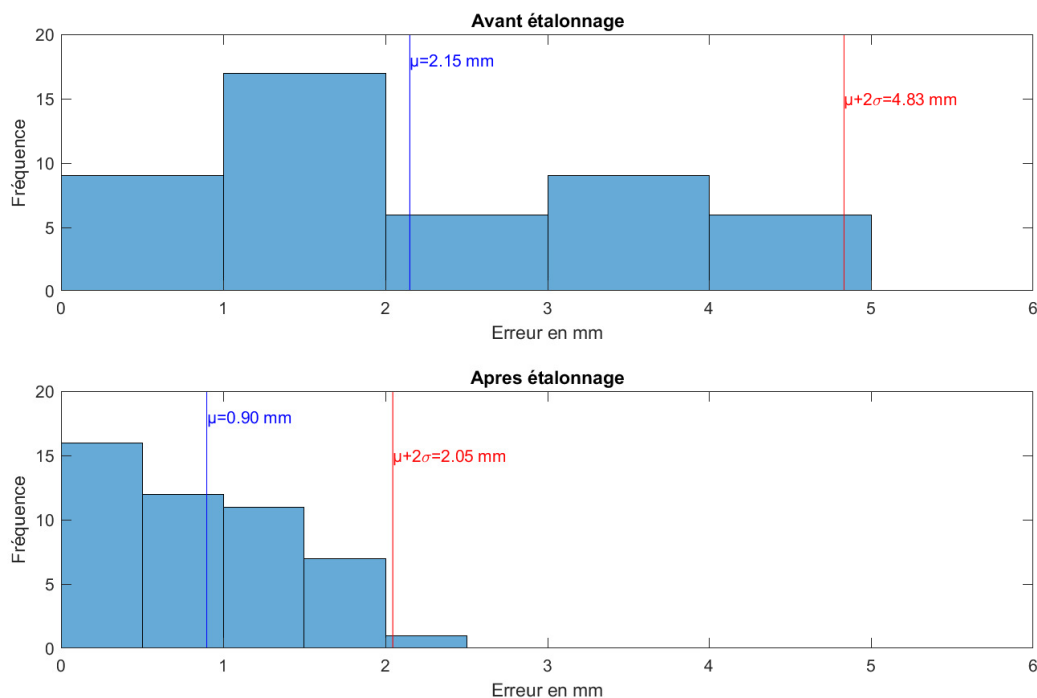 Avant étalonnage
20
15
10
5
0
Fréquence
μ=2.15 mm
μ+2σ=4.83 mm
0 1 2 3 4 5 6
Erreur en mm
Apres étalonnage
20
15
10
5
0
Fréquence
μ=0.90 mm
μ+2σ=2.05 mm
0 1 2 3 4 5 6
Erreur en mm